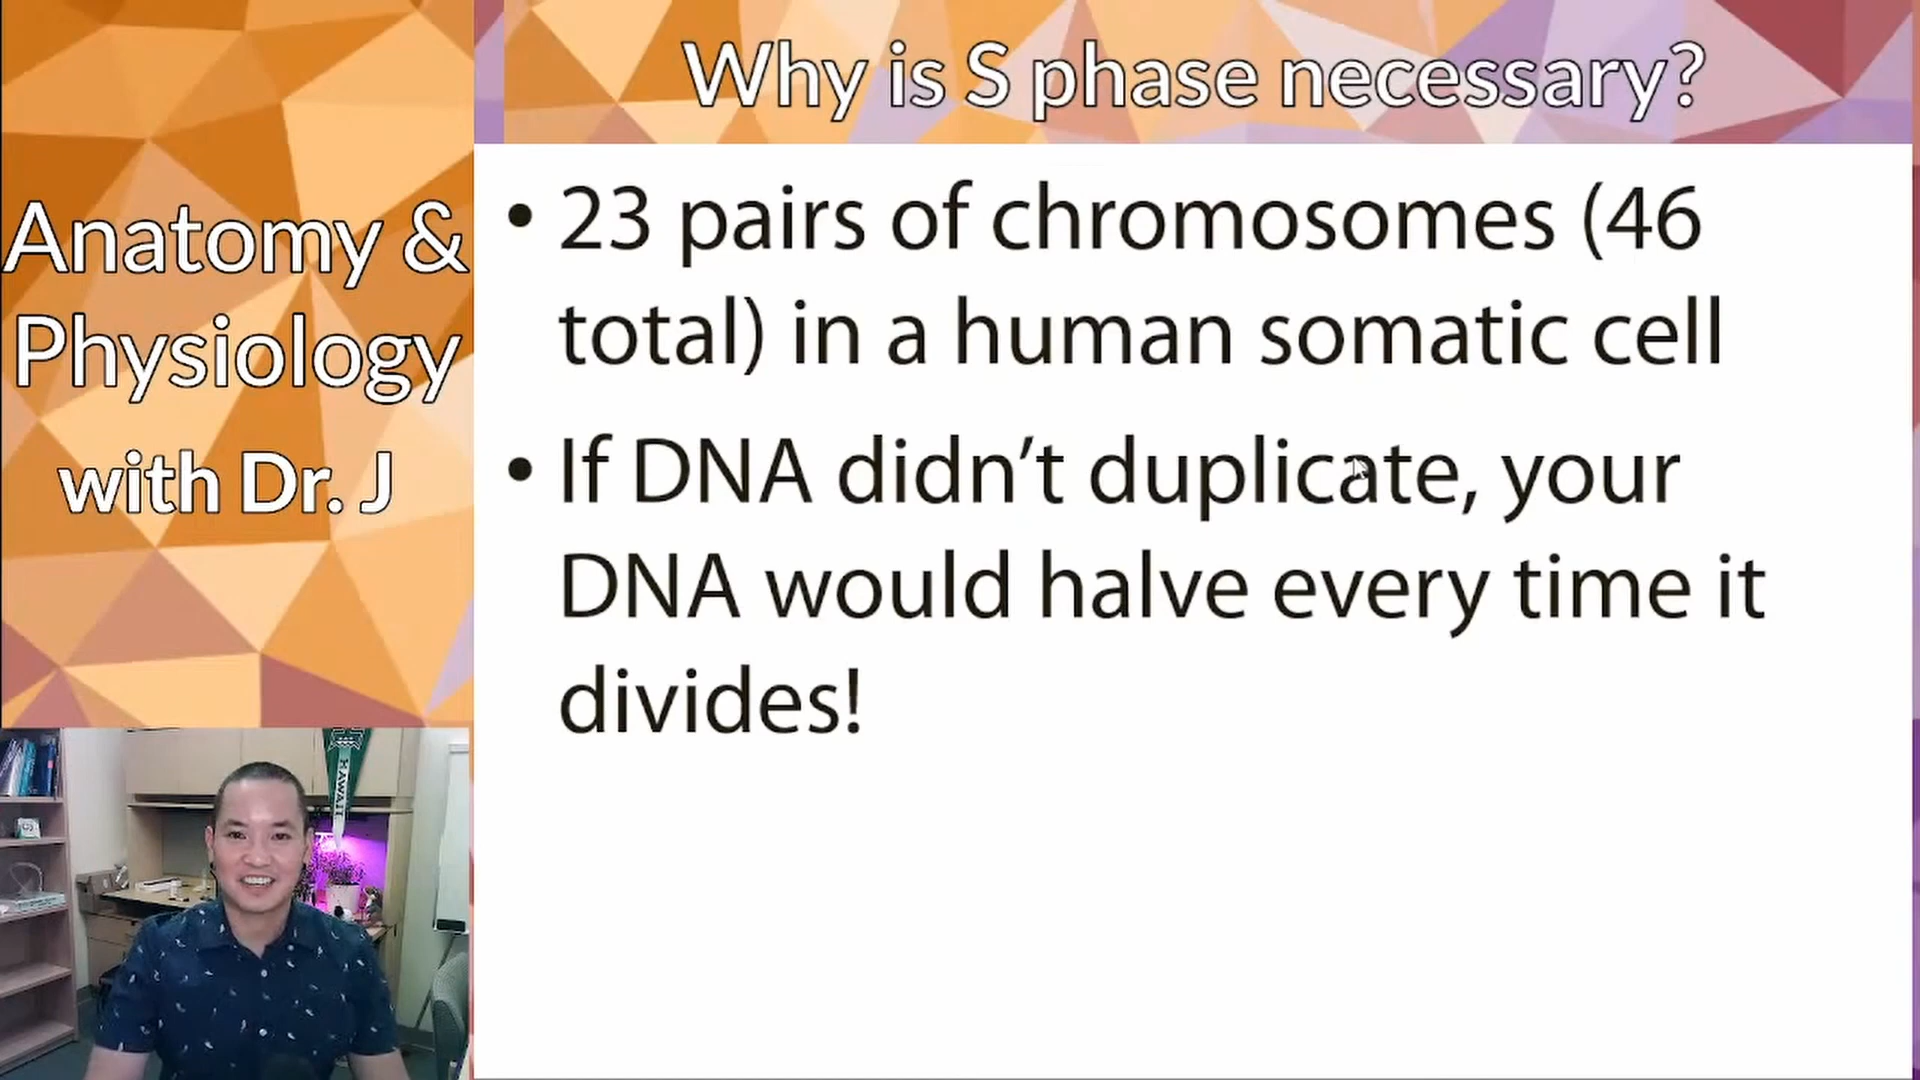 Why is S phase necessary?
Anatomy &
Physiology
with Dr. J
• 23 pairs of chromosomes (46
total) in a human somatic cell
• If DNA didn’t duplicate, your
DNA would halve every time it
divides!
HAWAII